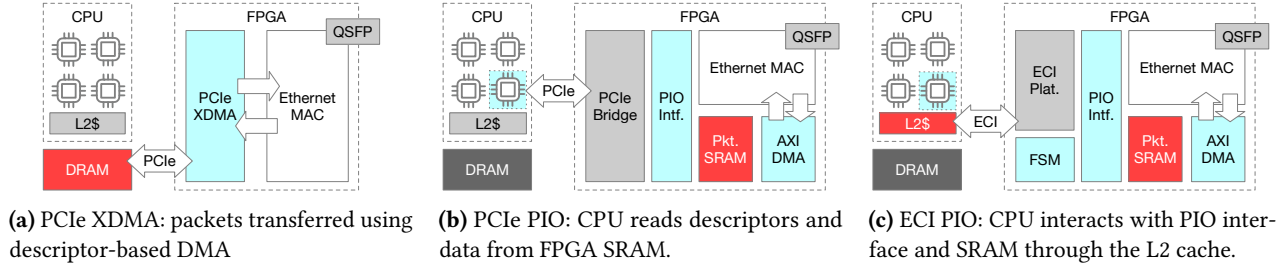 CPU
FPGA
QSFP
PCIe
XDMA
Ethernet
MAC
L2$
PCIe
DRAM
(a) PCIe XDMA: packets transferred using
descriptor-based DMA
CPU
FPGA
QSFP
Ethernet MAC
PCIe
PCIe
Bridge
PIO
Intf.
L2$
Pkt.
SRAM
AXI
DMA
DRAM
(b) PCIe PIO: CPU reads descriptors and
data from FPGA SRAM.
CPU
FPGA
QSFP
Ethernet MAC
ECI
Plat.
PIO
Intf.
L2$
ECI
Pkt.
SRAM
AXI
DMA
FSM
DRAM
(c) ECI PIO: CPU interacts with PIO inter-
face and SRAM through the L2 cache.